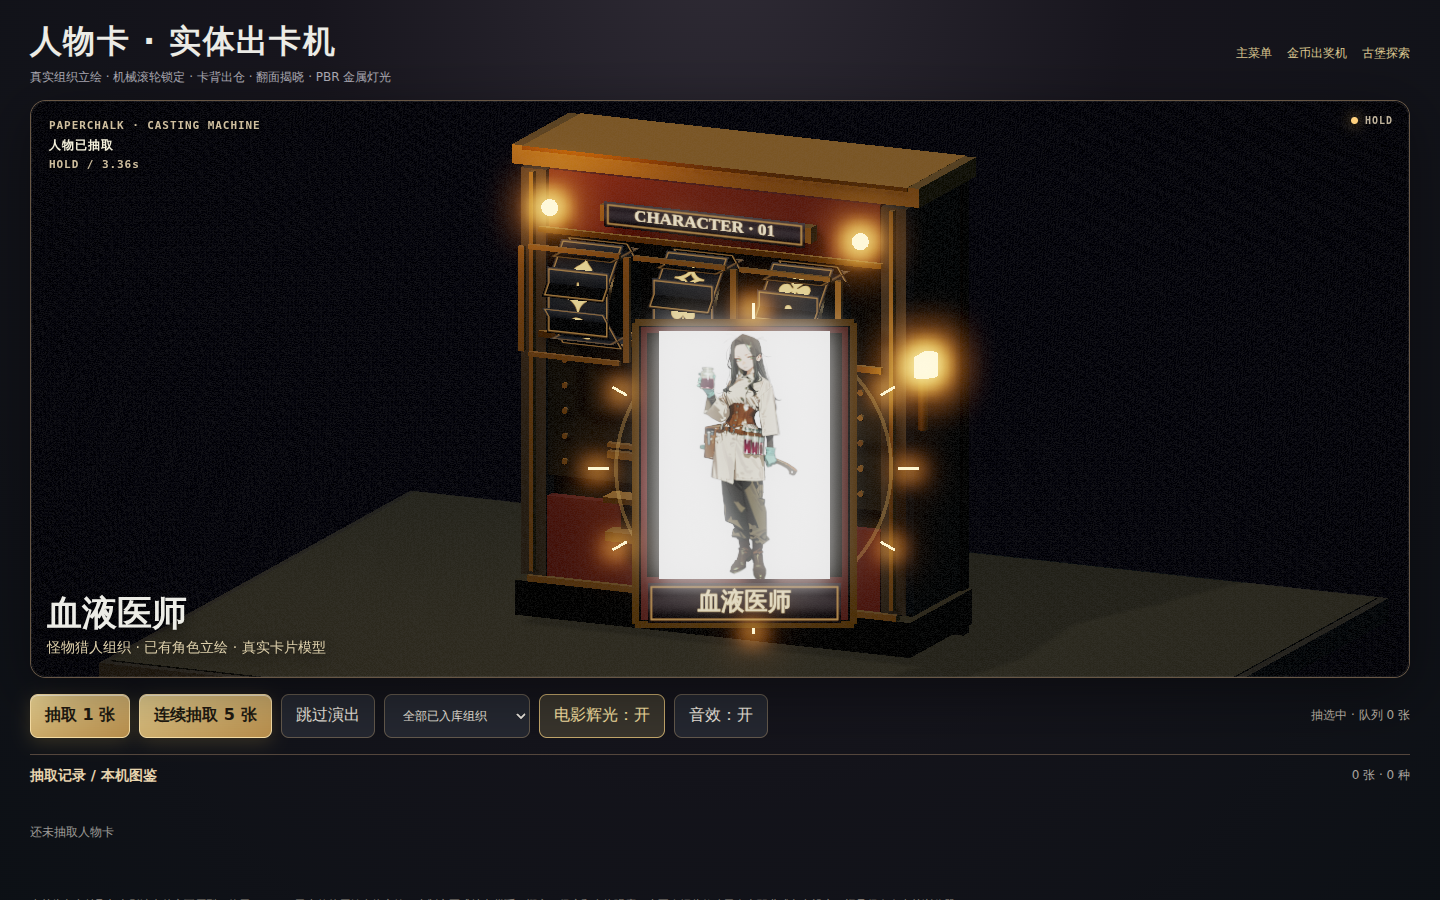 人物卡 · 实体出卡机
真实组织立绘 · 机械滚轮锁定 · 卡背出仓 · 翻面揭晓 · PBR 金属灯光
主菜单 金币出奖机 古堡探索
PAPERCHALK · CASTING MACHINE
人物已抽取
HOLD / 3.36s
HOLD
CHARACTER · 01
血液医师
血液医师
怪物猎人组织 · 已有角色立绘 · 真实卡片模型
抽取 1 张
连续抽取 5 张
跳过演出
全部已入库组织
电影辉光：开
音效：开
抽选中 · 队列 0 张
抽取记录 / 本机图鉴
0 张 · 0 种
还未抽取人物卡